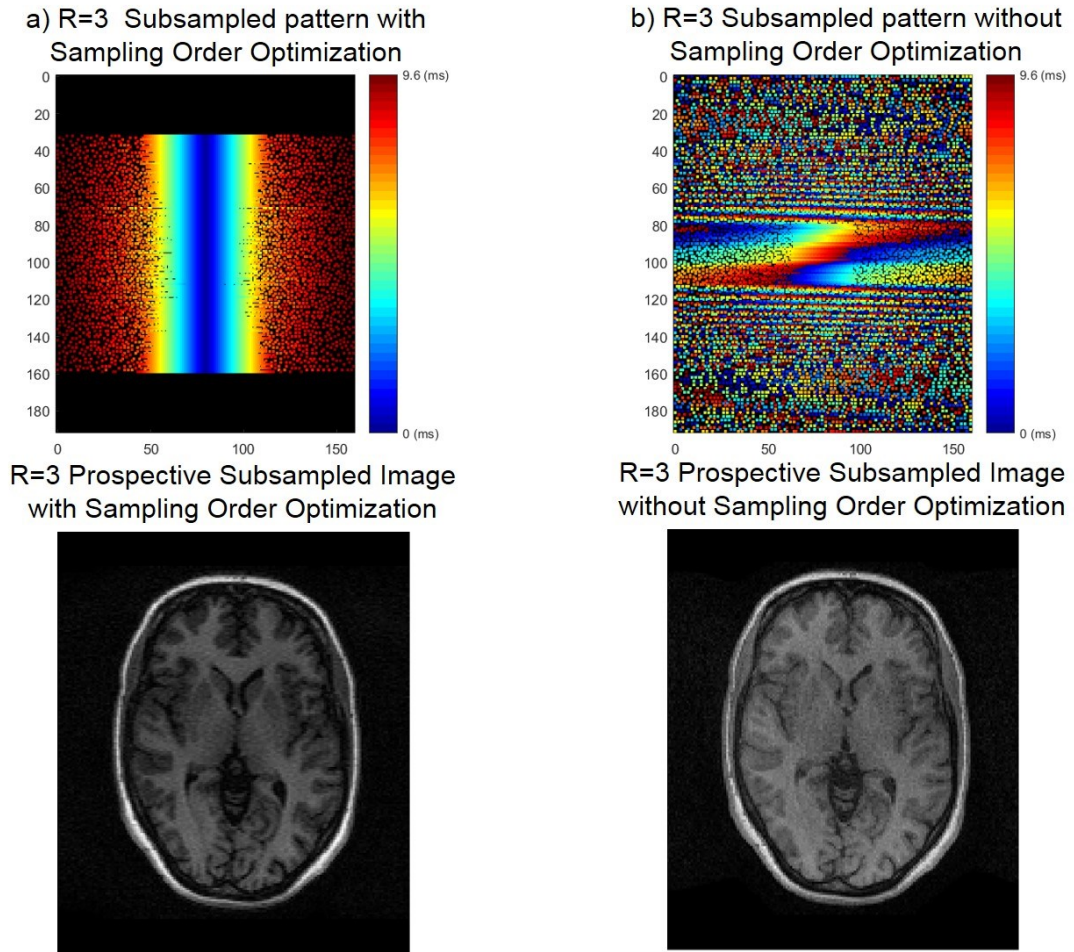 a) R=3 Subsampled pattern with
Sampling Order Optimization
0
20
40
60
80
100
120
140
160
180
0
50
100
150
9.6 (ms)
0 (ms)
b) R=3 Subsampled pattern without
Sampling Order Optimization
0
20
40
60
80
100
120
140
160
180
0
50
100
150
9.6 (ms)
0 (ms)
R=3 Prospective Subsampled Image
with Sampling Order Optimization
R=3 Prospective Subsampled Image
without Sampling Order Optimization